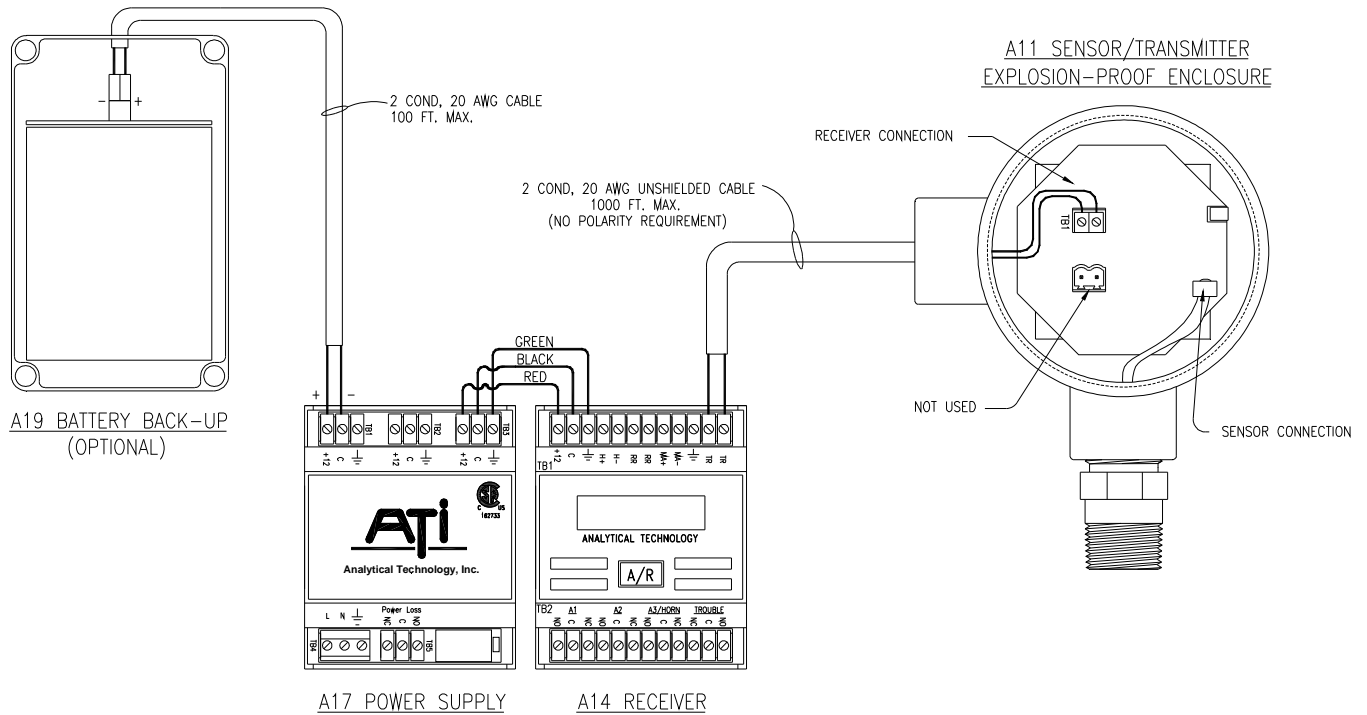 A11 SENSOR/TRANSMITTER
EXPLOSION-PROOF ENCLOSURE
- +
2 COND, 20 AWG CABLE
100 FT. MAX.
RECEIVER CONNECTION
2 COND, 20 AWG UNSHIELDED CABLE
1000 FT. MAX.
(NO POLARITY REQUIREMENT)
TB1
GREEN
BLACK
RED
NOT USED
SENSOR CONNECTION
A19 BATTERY BACK-UP
(OPTIONAL)
+ -
TB1 TB2 TB3
+12 C +12 C +12 C
+12 C H+ H- RR RR MA+ MA- TR TR
TB1
C US
162733
ATi
Analytical Technology, Inc.
ANALYTICAL TECHNOLOGY
A/R
L N Power Loss
NC C NO
TB4 TB5
TB2 A1 A2 A3/HORN TROUBLE
NO C NC NO C NC NO C NC NC C NO
A17 POWER SUPPLY
A14 RECEIVER